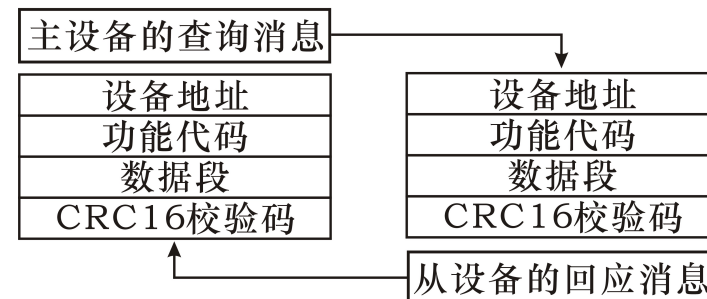 主设备的查询消息
设备地址
功能代码
数据段
CRC16校验码
设备地址
功能代码
数据段
CRC16校验码
从设备的回应消息